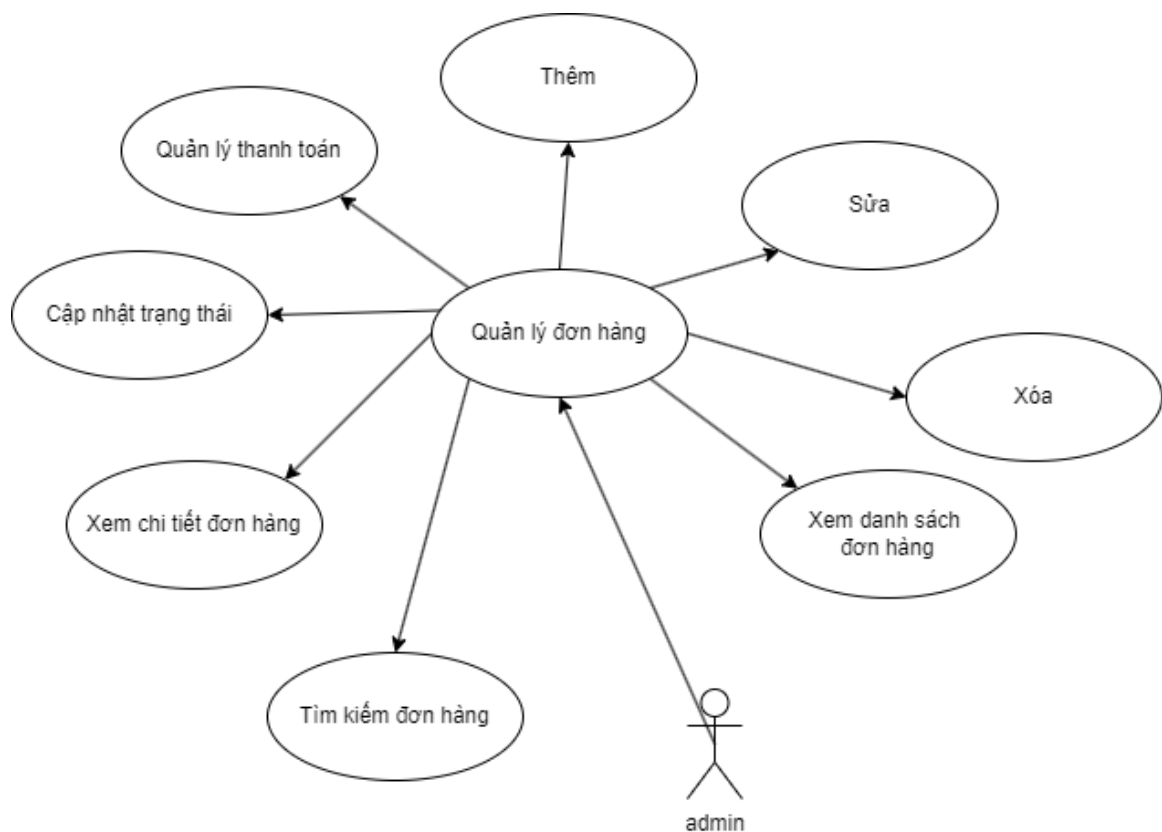 Thêm
Quản lý thanh toán
Sửa
Cập nhật trạng thái
Quản lý đơn hàng
Xóa
Xem chi tiết đơn hàng
Xem danh sách
đơn hàng
Tìm kiếm đơn hàng
admin